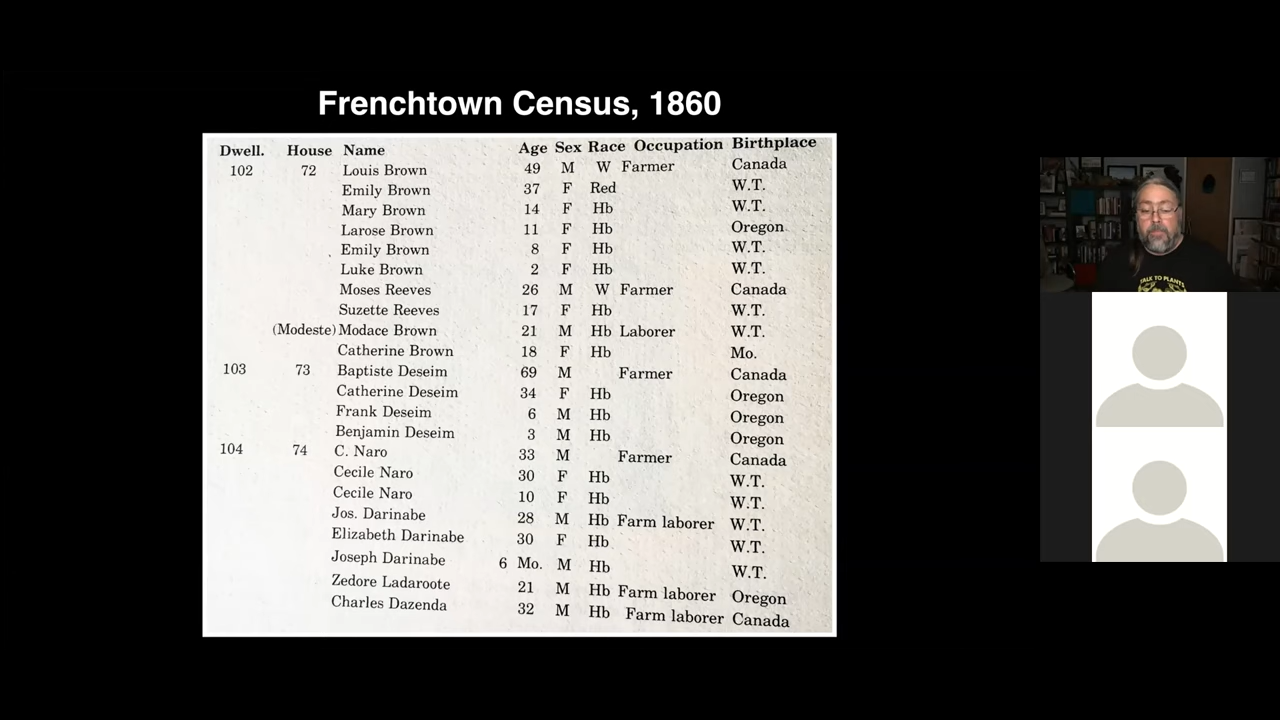 Frenchtown Census, 1860
Dwell. House Name Age Sex Race Occupation Birthplace
102 72 Louis Brown 49 M W Farmer Canada
Emily Brown 37 F Red W.T.
Mary Brown 14 F Hb W.T.
Larose Brown 11 F Hb Oregon
Emily Brown 8 F Hb W.T.
Luke Brown 2 F Hb W.T.
Moses Reeves 26 M W Farmer Canada
Suzette Reeves 17 F Hb W.T.
(Modeste) Modace Brown 21 M Hb Laborer W.T.
Catherine Brown 18 F Hb Mo.
103 73 Baptiste Deseim 69 M Farmer Canada
Catherine Deseim 34 F Hb Oregon
Frank Deseim 6 M Hb Oregon
Benjamin Deseim 3 M Hb Oregon
104 74 C. Naro 33 M Farmer Canada
Cecile Naro 30 F Hb W.T.
Cecile Naro 10 F Hb W.T.
Jos. Darinabe 28 M Hb Farm laborer W.T.
Elizabeth Darinabe 30 F Hb W.T.
Joseph Darinabe 6 Mo. M Hb W.T.
Zedore Ladaroote 21 M Hb Farm laborer Oregon
Charles Dazenda 32 M Hb Farm laborer Canada
TALK TO PLANTS